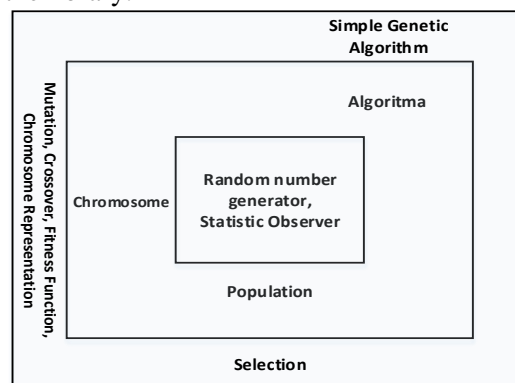 Simple Genetic
Algorithm
Algoritma
Mutation, Crossover, Fitness Function,
Chromosome Representation
Chromosome
Random number
generator,
Statistic Observer
Population
Selection